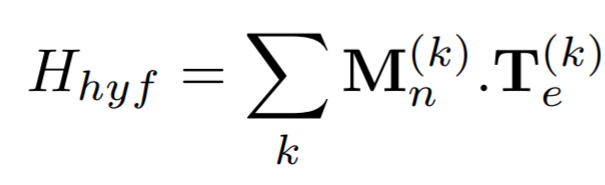 $H_{hyf} = \sum_{k} \mathbf{M}_n^{(k)} . \mathbf{T}_e^{(k)}$